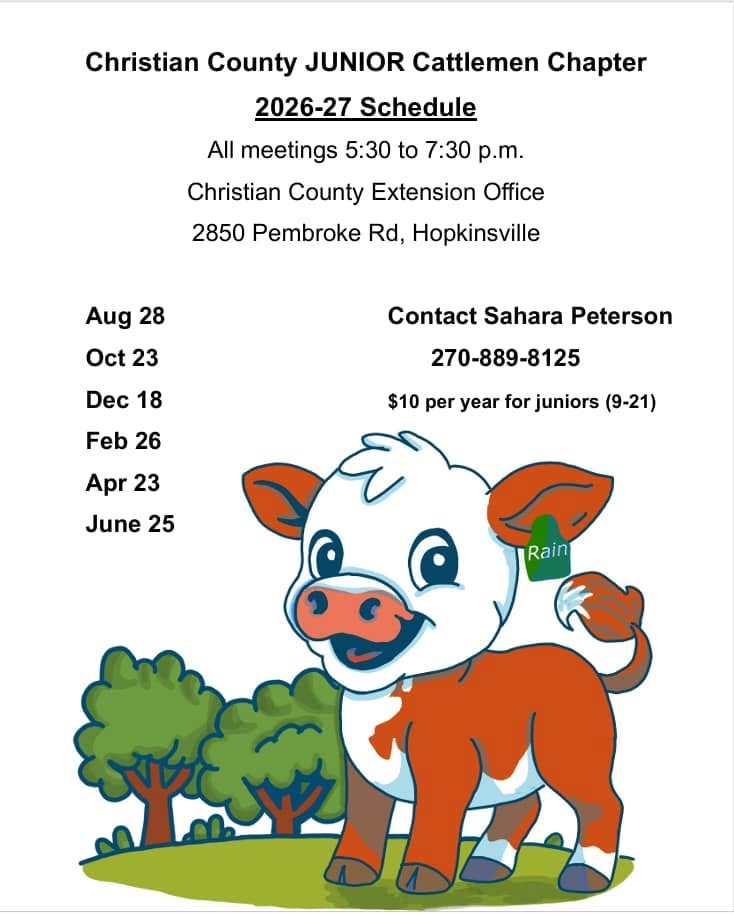 Christian County JUNIOR Cattlemen Chapter
2026-27 Schedule
All meetings 5:30 to 7:30 p.m.
Christian County Extension Office
2850 Pembroke Rd, Hopkinsville
Aug 28
Oct 23
Dec 18
Feb 26
Apr 23
June 25
Contact Sahara Peterson
270-889-8125
$10 per year for juniors (9-21)
Rain